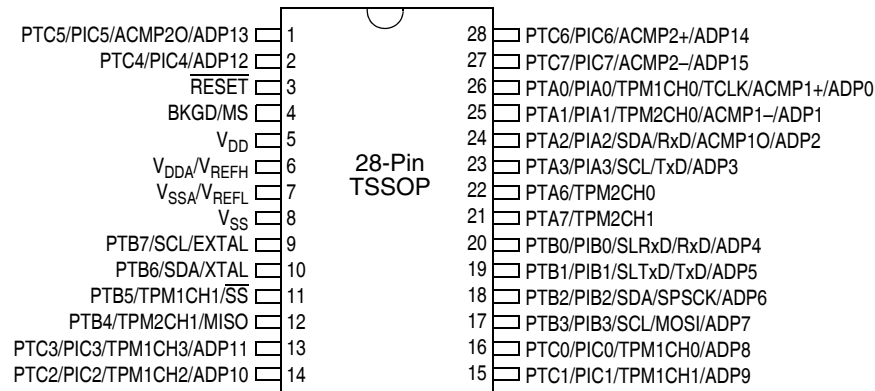 PTC5/PIC5/ACMP2O/ADP13 1
PTC4/PIC4/ADP12 2
RESET 3
BKGD/MS 4
VDD 5
VDDA/VREFH 6
VSSA/VREFL 7
VSS 8
PTB7/SCL/EXTAL 9
PTB6/SDA/XTAL 10
PTB5/TPM1CH1/SS 11
PTB4/TPM2CH1/MISO 12
PTC3/PIC3/TPM1CH3/ADP11 13
PTC2/PIC2/TPM1CH2/ADP10 14
28-Pin
TSSOP
28 PTC6/PIC6/ACMP2+/ADP14
27 PTC7/PIC7/ACMP2–/ADP15
26 PTA0/PIA0/TPM1CH0/TCLK/ACMP1+/ADP0
25 PTA1/PIA1/TPM2CH0/ACMP1–/ADP1
24 PTA2/PIA2/SDA/RxD/ACMP1O/ADP2
23 PTA3/PIA3/SCL/TxD/ADP3
22 PTA6/TPM2CH0
21 PTA7/TPM2CH1
20 PTB0/PIB0/SLRxD/RxD/ADP4
19 PTB1/PIB1/SLTxD/TxD/ADP5
18 PTB2/PIB2/SDA/SPSCK/ADP6
17 PTB3/PIB3/SCL/MOSI/ADP7
16 PTC0/PIC0/TPM1CH0/ADP8
15 PTC1/PIC1/TPM1CH1/ADP9